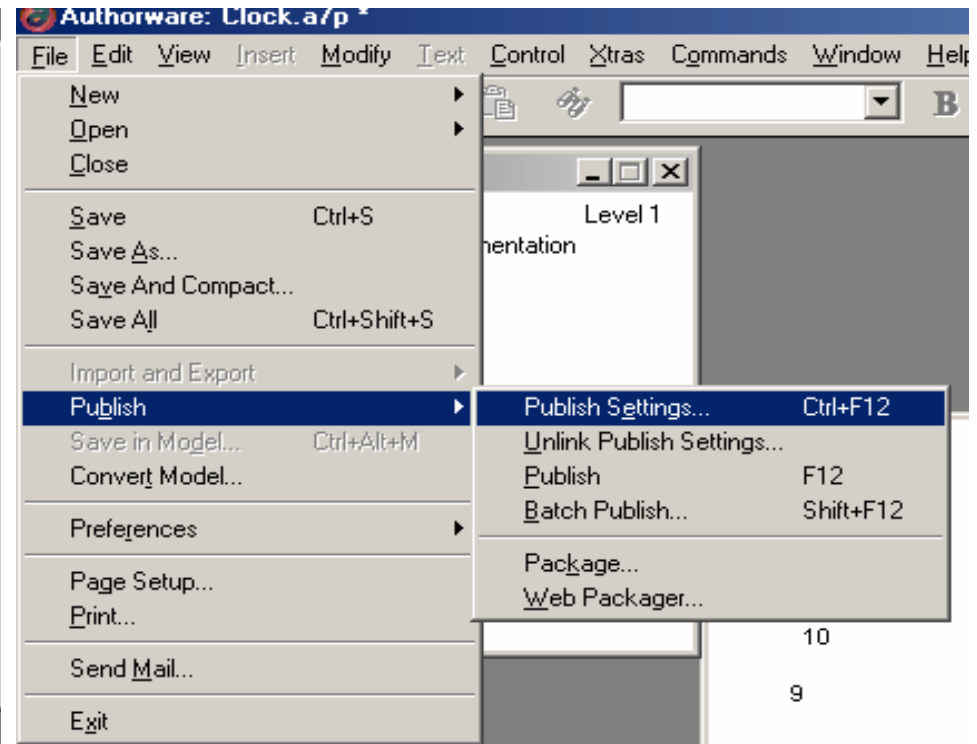 Authorware: Clock.a7p *
File Edit View Insert Modify Text Control Xtras Commands Window Help
B
New
Open
Close
Save Ctrl+S
Save As...
Save And Compact...
Save All Ctrl+Shift+S
Import and Export
Publish
Save in Model... Ctrl+Alt+M
Convert Model...
Preferences
Page Setup...
Print...
Send Mail...
Exit
Level 1
mentation
Publish Settings... Ctrl+F12
Unlink Publish Settings...
Publish F12
Batch Publish... Shift+F12
Package...
Web Packager...
10
9